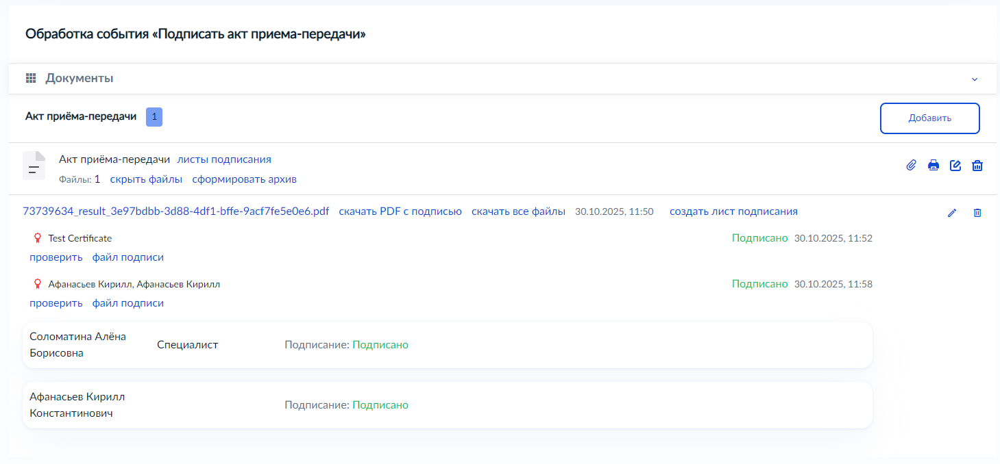 Обработка события «Подписать акт приема-передачи»
Документы
Акт приёма-передачи 1
Добавить
Акт приёма-передачи листы подписания
Файлы: 1 скрыть файлы сформировать архив
73739634_result_3e97bdbb-3d88-4df1-bffe-9acf7fe5e0e6.pdf скачать PDF с подписью скачать все файлы 30.10.2025, 11:50 создать лист подписания
Test Certificate Подписано 30.10.2025, 11:52
проверить файл подписи
Афанасьев Кирилл, Афанасьев Кирилл Подписано 30.10.2025, 11:58
проверить файл подписи
Соломатина Алёна
Борисовна
Специалист
Подписание: Подписано
Афанасьев Кирилл
Константинович
Подписание: Подписано